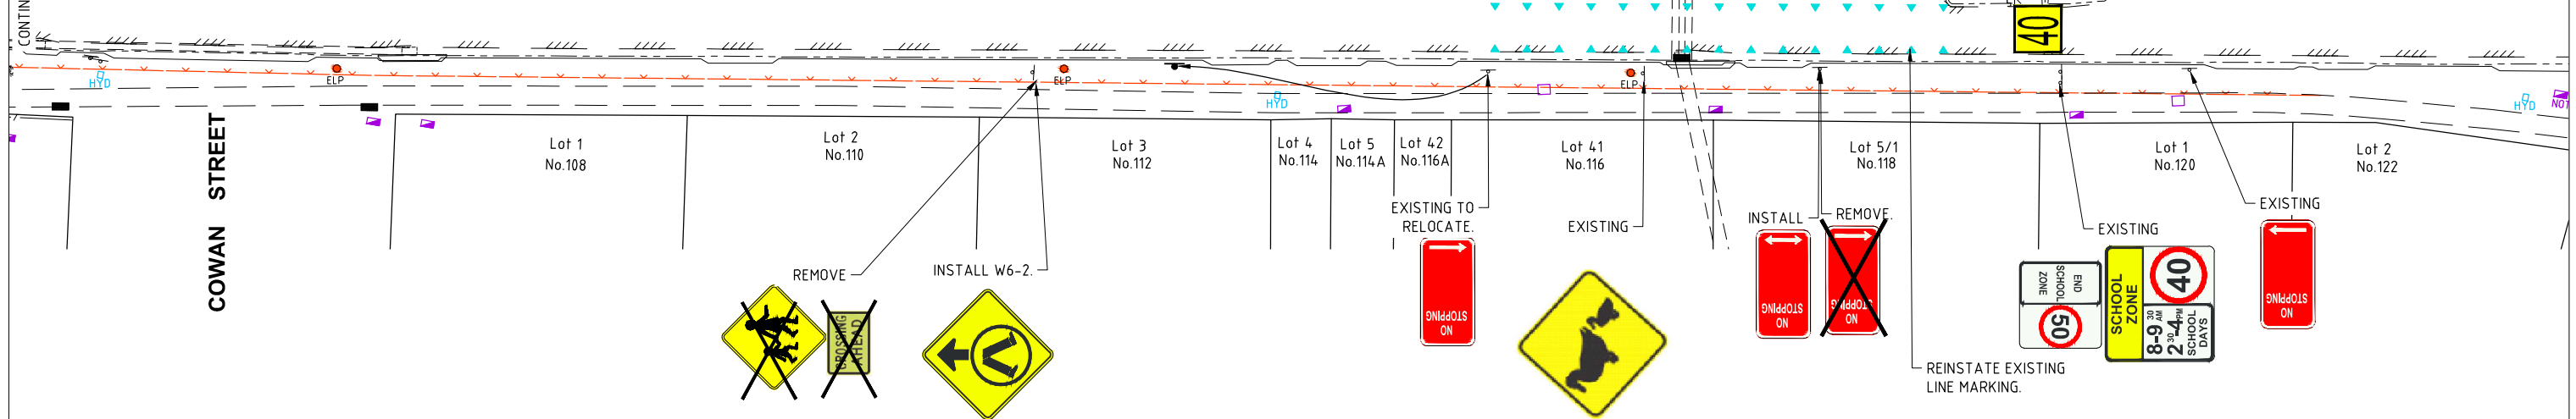 CONTIN
40
HYD
ELP
ELP
HYD
ELP
HYD
NOT
COWAN STREET
Lot 1
No.108
Lot 2
No.110
Lot 3
No.112
Lot 4
No.114
Lot 5
No.114A
Lot 42
No.116A
Lot 41
No.116
Lot 5/1
No.118
Lot 1
No.120
Lot 2
No.122
REMOVE
INSTALL W6-2.
EXISTING TO
RELOCATE.
EXISTING
INSTALL
REMOVE.
EXISTING
EXISTING
CROSSING
AHEAD
NO
STOPPING
NO
STOPPING
NO
STOPPING
END
SCHOOL
ZONE
50
SCHOOL
ZONE
40
8-9 30 AM
2 30-4 PM
SCHOOL
DAYS
NO
STOPPING
REINSTATE EXISTING
LINE MARKING.